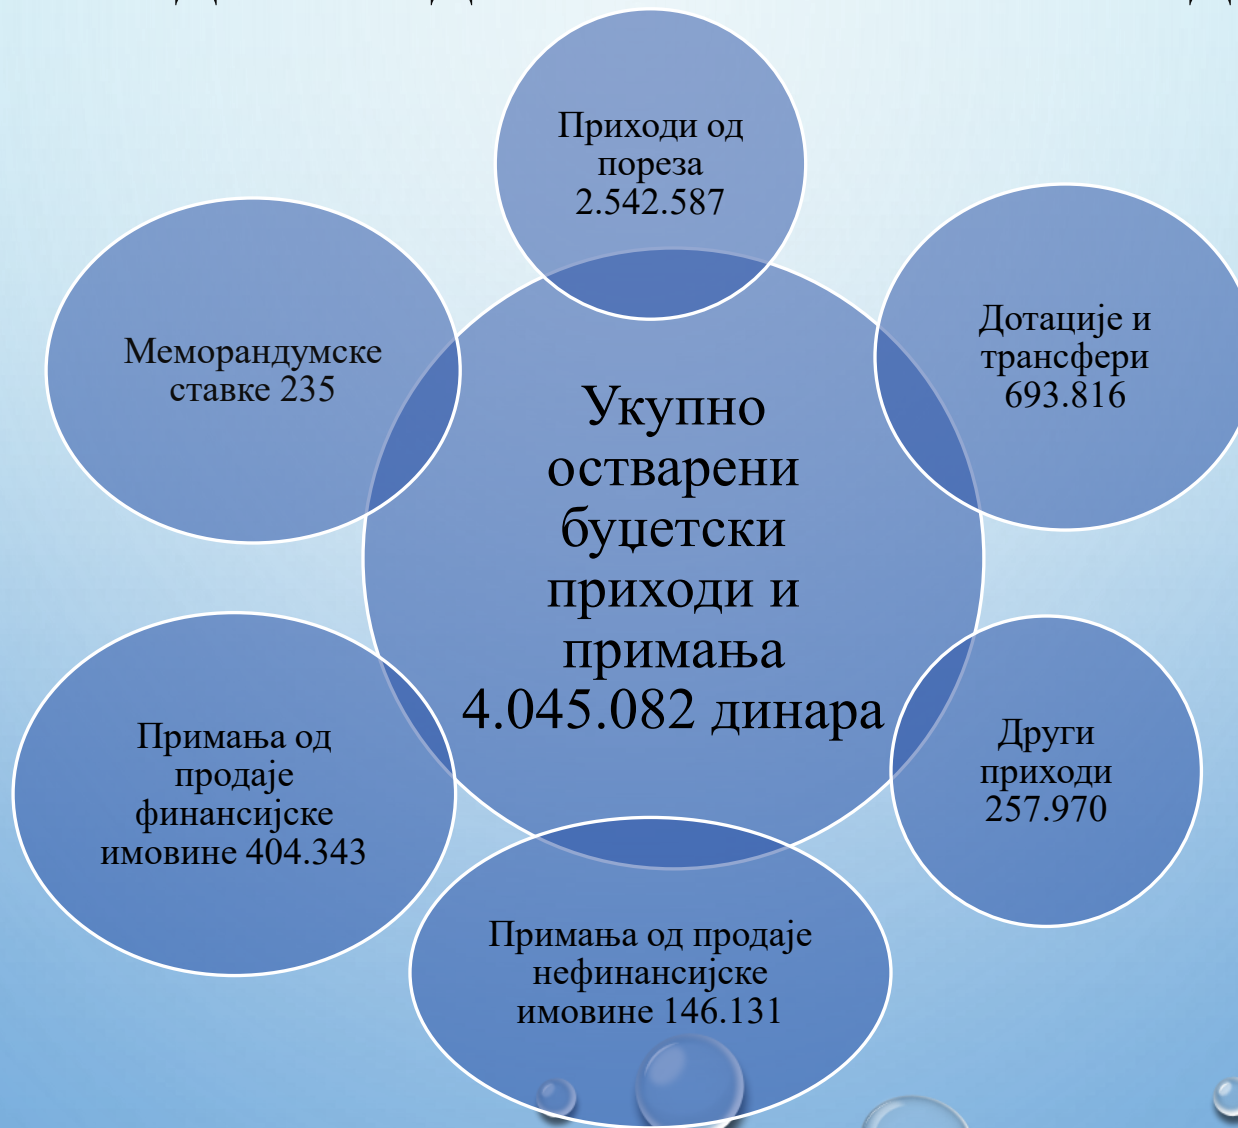 Приходи од
пореза
2.542.587
Дотације и
трансфери
693.816
Други
приходи
257.970
Примања од продаје
нефинансијске
имовине 146.131
Примања од
продаје
финансијске
имовине 404.343
Меморандумске
ставке 235
Укупно
остварени
буџетски
приходи и
примања
4.045.082 динара